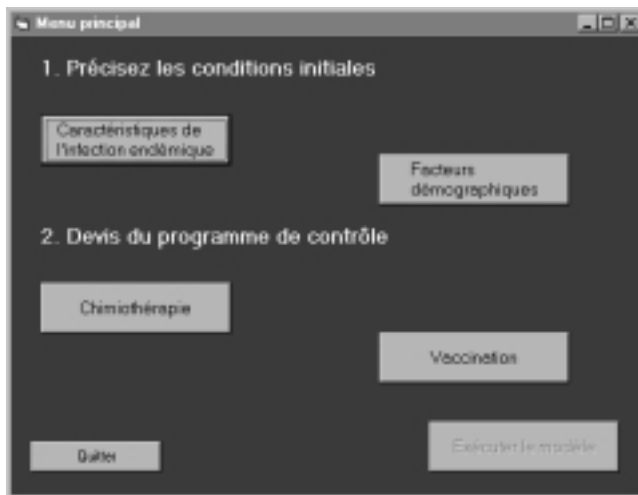 Menu principal
1. Précisez les conditions initiales
Caractéristiques de
l'infection endémique
Facteurs
démographiques
2. Devis du programme de contrôle
Chimiothérapie
Vaccination
Exécuter le modèle
Quitter